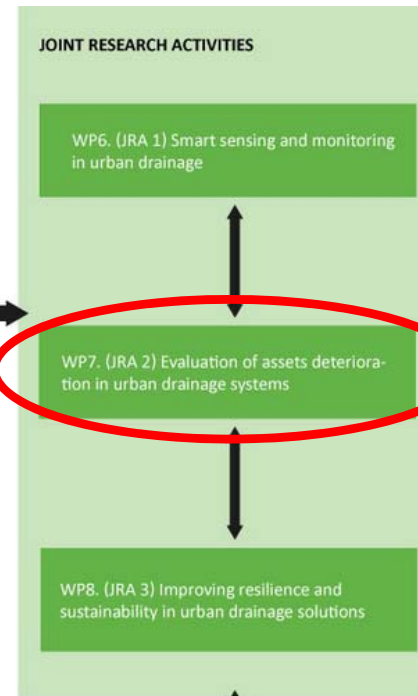 JOINT RESEARCH ACTIVITIES
WP6. (JRA 1) Smart sensing and monitoring
in urban drainage
WP7. (JRA 2) Evaluation of assets deteriora-
tion in urban drainage systems
WP8. (JRA 3) Improving resilience and
sustainability in urban drainage solutions